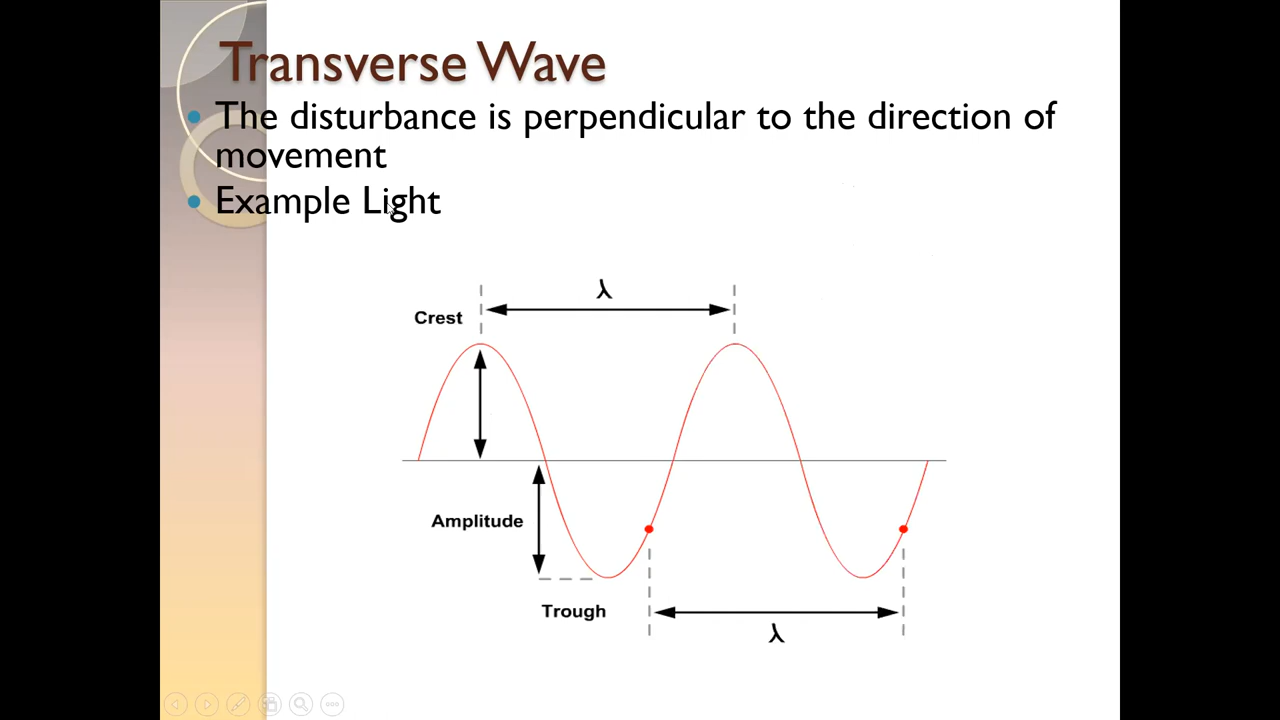 Transverse Wave
The disturbance is perpendicular to the direction of
movement
Example Light
λ
Crest
Amplitude
Trough
λ